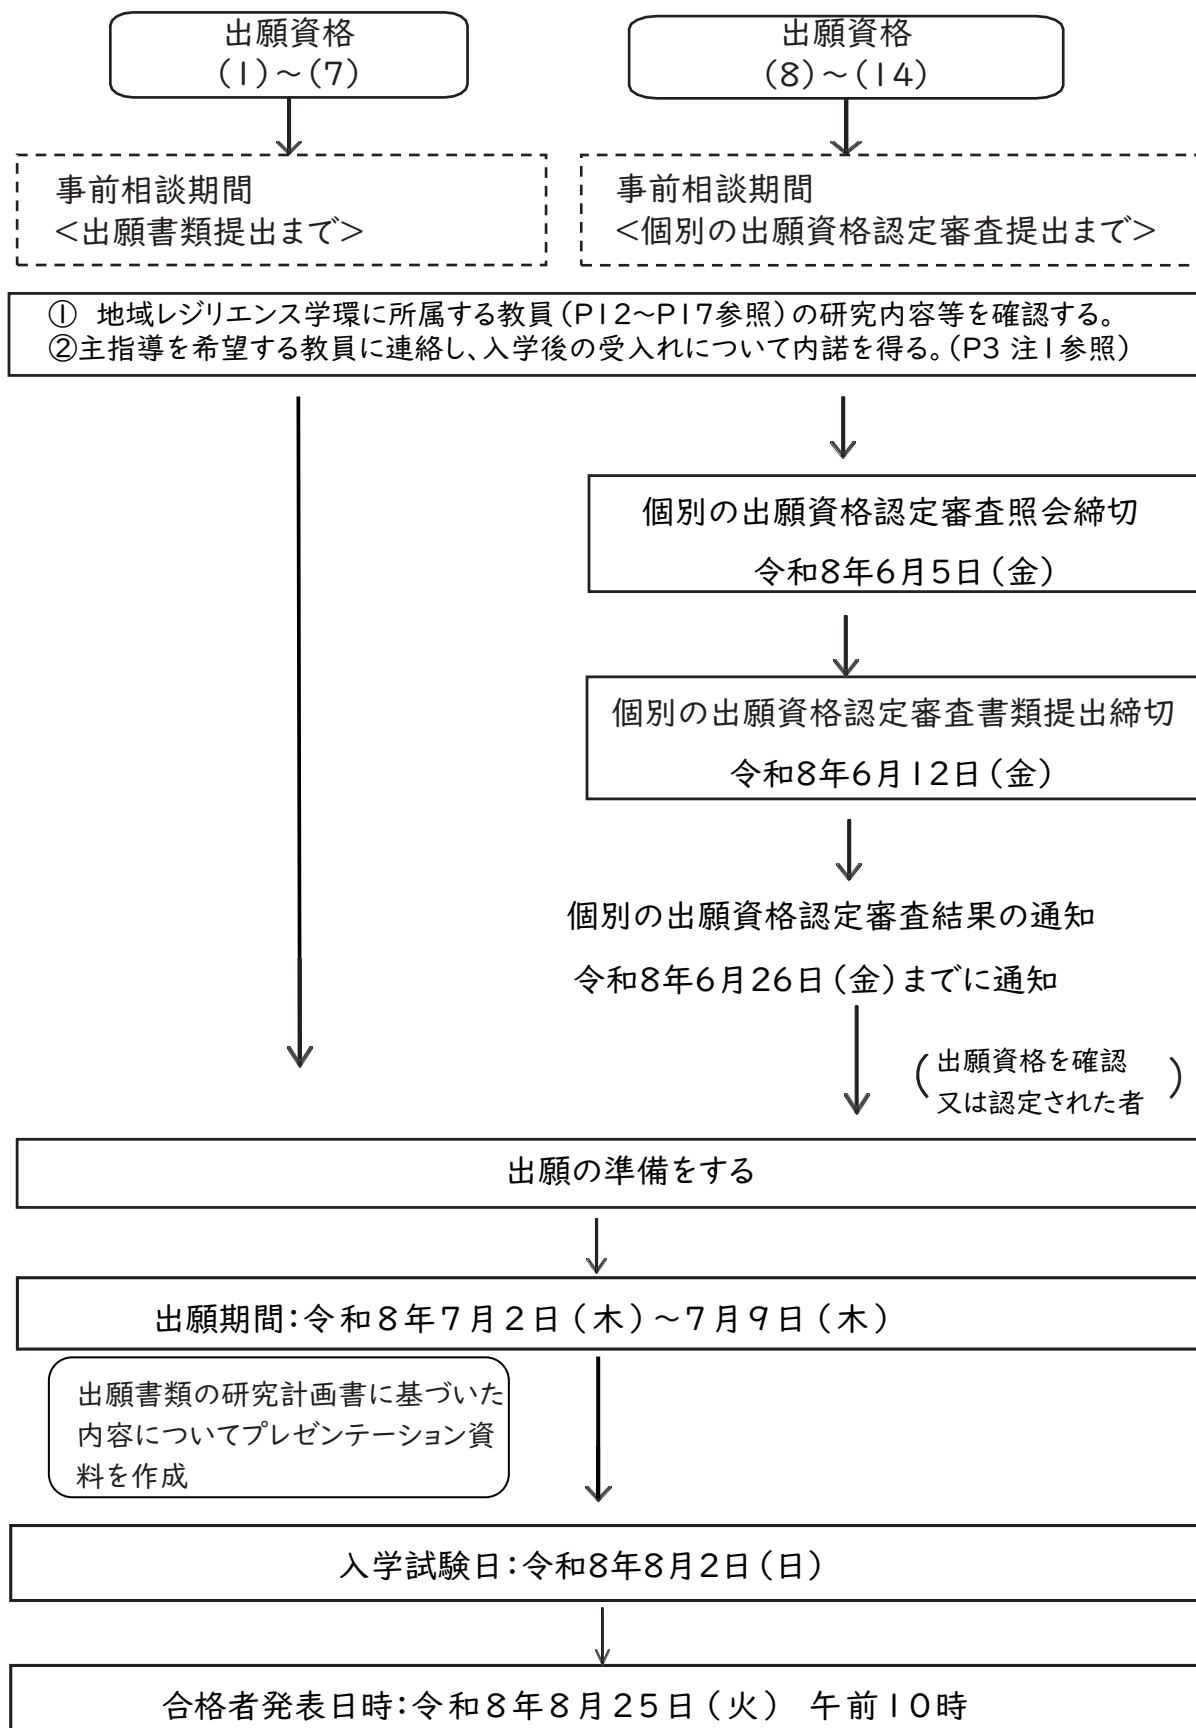 出願資格
(1)～(7)
出願資格
(8)～(14)
事前相談期間
<出願書類提出まで>
事前相談期間
<個別の出願資格認定審査提出まで>
① 地域レジリエンス学環に所属する教員(P12～P17参照)の研究内容等を確認する。
②主指導を希望する教員に連絡し、入学後の受入れについて内諾を得る。(P3 注1参照)
個別の出願資格認定審査照会締切
令和8年6月5日(金)
個別の出願資格認定審査書類提出締切
令和8年6月12日(金)
個別の出願資格認定審査結果の通知
令和8年6月26日(金)までに通知
(出願資格を確認
又は認定された者)
出願の準備をする
出願期間:令和8年7月2日(木)～7月9日(木)
出願書類の研究計画書に基づいた
内容についてプレゼンテーション資
料を作成
入学試験日:令和8年8月2日(日)
合格者発表日時:令和8年8月25日(火) 午前10時